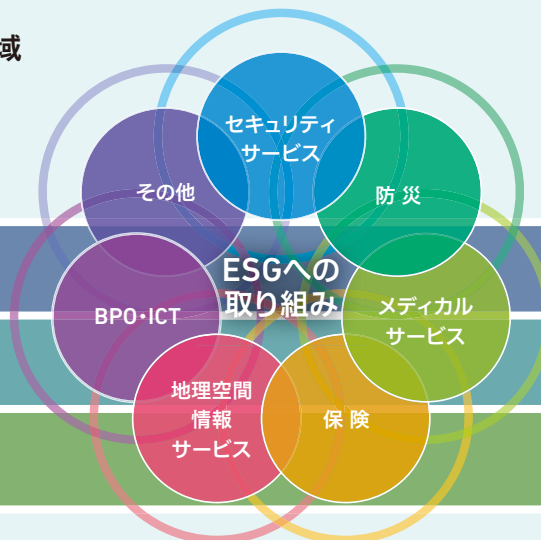 域
セキュリティ
サービス
防災
その他
ESGへの
取り組み
BPO・ICT
メディカル
サービス
地理空間
情報
サービス
保険